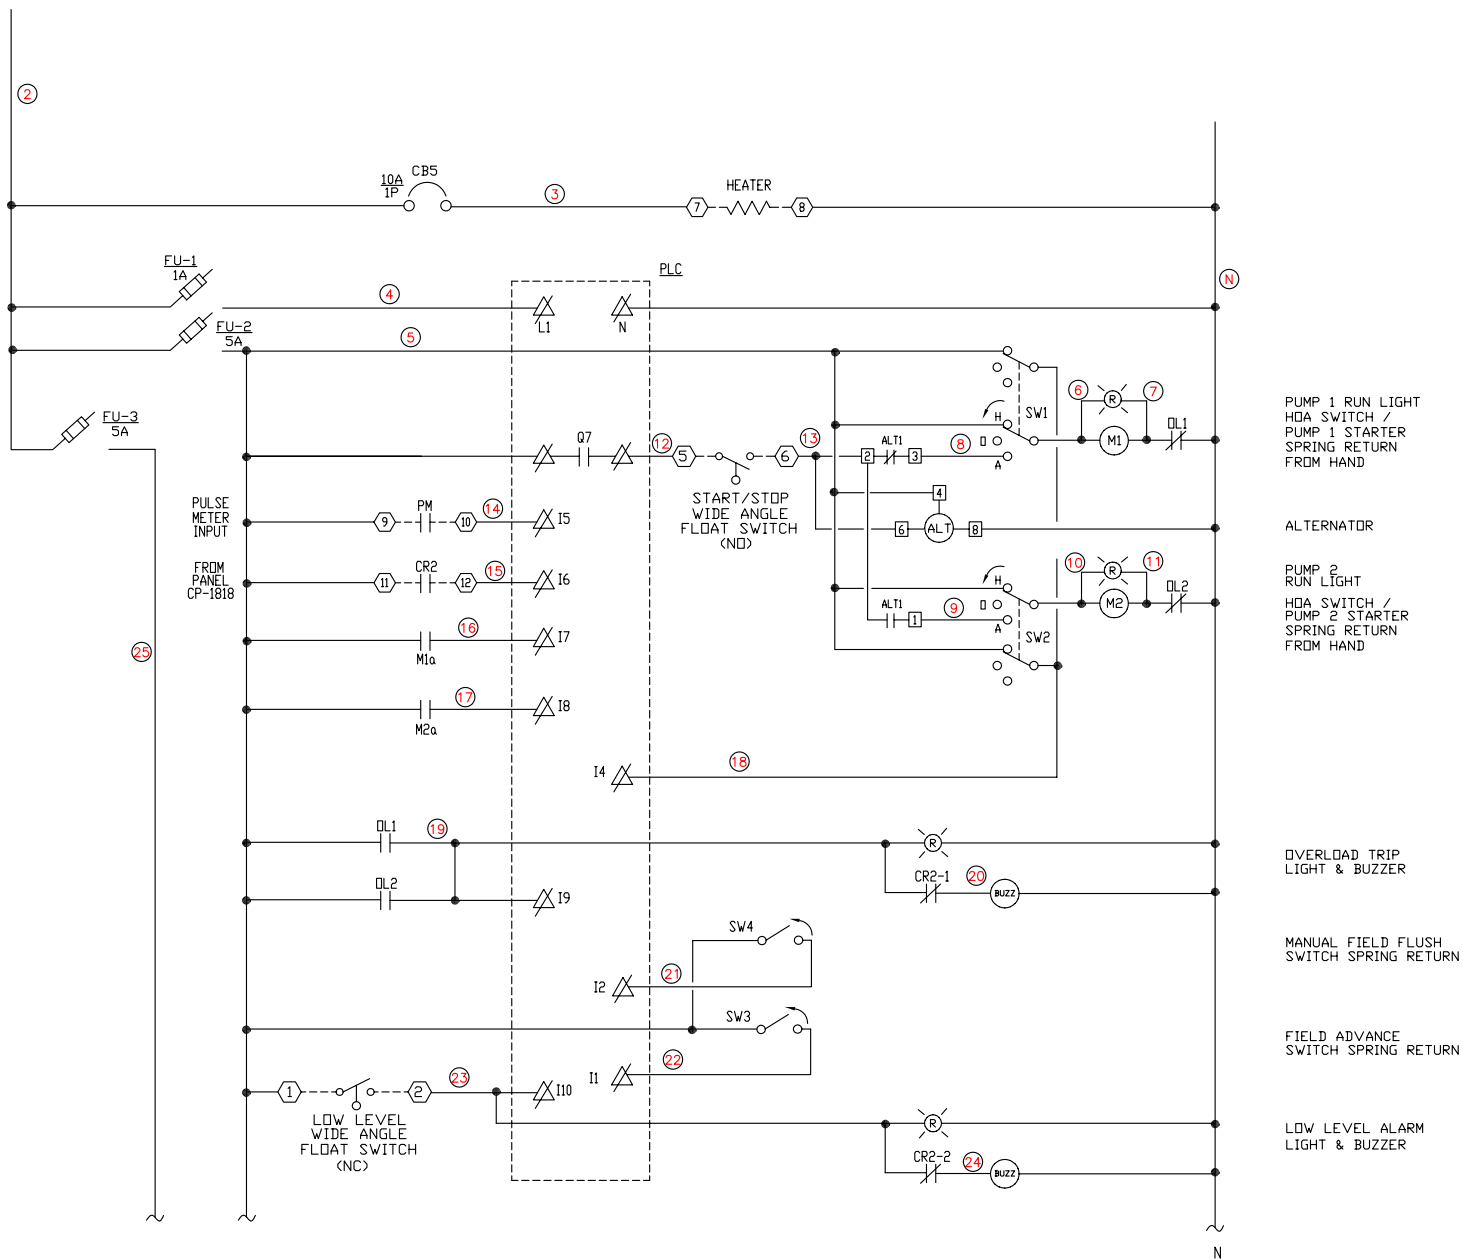 2
CB5
10A
1P
3
HEATER
7
8
FU-1
1A
PLC
N
4
L1
N
FU-2
5A
5
FU-3
5A
SW1
6
R
7
PUMP 1 RUN LIGHT
HOA SWITCH /
PUMP 1 STARTER
SPRING RETURN
FROM HAND
H
O
A
M1
OL1
Q7
12
5
6
13
2
ALT1
3
8
START/STOP
WIDE ANGLE
FLOAT SWITCH
(NO)
PULSE
METER
INPUT
9
PM
10
14
I5
4
6
ALT
8
ALTERNATOR
FROM
PANEL
CP-1818
11
CR2
12
15
I6
10
R
11
PUMP 2
RUN LIGHT
HOA SWITCH /
PUMP 2 STARTER
SPRING RETURN
FROM HAND
H
O
A
M2
OL2
ALT1
1
9
SW2
25
16
M1a
I7
17
M2a
I8
I4
18
OL1
19
R
OVERLOAD TRIP
LIGHT & BUZZER
OL2
I9
CR2-1
20
BUZZ
SW4
MANUAL FIELD FLUSH
SWITCH SPRING RETURN
I2
21
SW3
FIELD ADVANCE
SWITCH SPRING RETURN
I1
22
1
2
23
I10
LOW LEVEL
WIDE ANGLE
FLOAT SWITCH
(NC)
R
LOW LEVEL ALARM
LIGHT & BUZZER
CR2-2
24
BUZZ
N